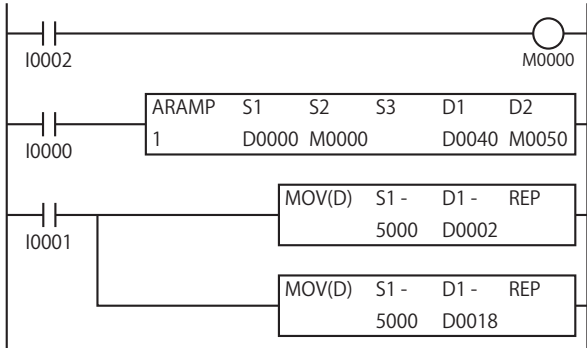 I0002
M0000
ARAMP S1 S2 S3 D1 D2
1 D0000 M0000 D0040 M0050
I0000
MOV(D) S1 - D1 - REP
5000 D0002
I0001
MOV(D) S1 - D1 - REP
5000 D0018